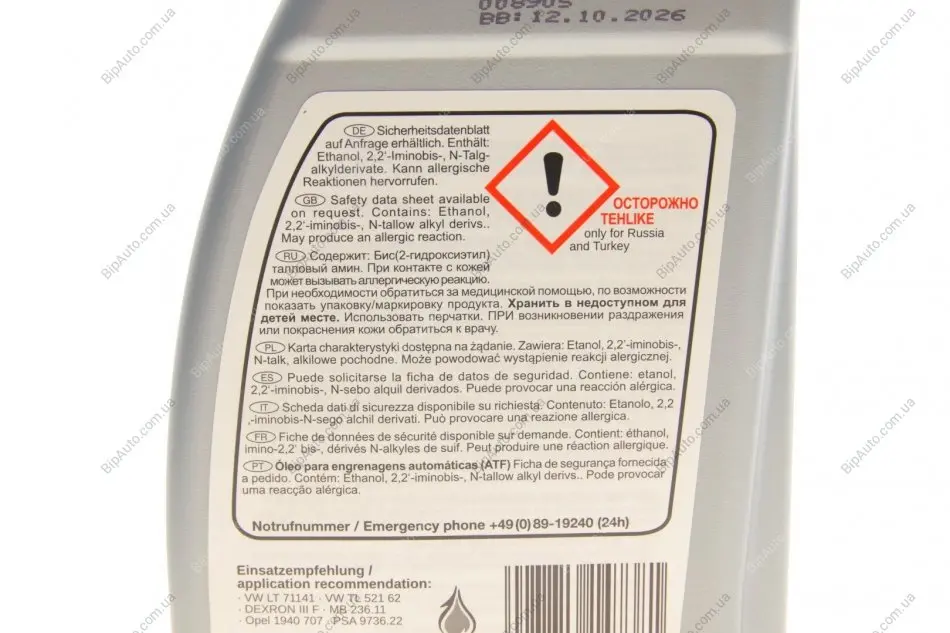 008905
BB: 12.10.2026
DE Sicherheitsdatenblatt
auf Anfrage erhältlich. Enthält:
Ethanol, 2,2'-Iminobis-, N-Talg-
alkylderivate. Kann allergische
Reaktionen hervorrufen.
GB Safety data sheet available
on request. Contains: Ethanol,
2,2'-iminobis-, N-tallow alkyl derivs..
May produce an allergic reaction.
ОСТОРОЖНО
TEHLIKE
only for Russia
and Turkey
RU Содержит: Бис(2-гидроксиэтил)
талловый амин. При контакте с кожей
может вызывать аллергическую реакцию.
При необходимости обратиться за медицинской помощью, по возможности
показать упаковку/маркировку продукта. Хранить в недоступном для
детей месте. Использовать перчатки. ПРИ возникновении раздражения
или покраснения кожи обратиться к врачу.
PL Karta charakterystyki dostępna na żądanie. Zawiera: Etanol, 2,2'-iminobis-,
N-talk, alkilowe pochodne. Może powodować wystąpienie reakcji alergicznej.
ES Puede solicitarse la ficha de datos de seguridad. Contiene: etanol,
2,2'-iminobis-, N-sebo alquil derivados. Puede provocar una reacción alérgica.
IT Scheda dati di sicurezza disponibile su richiesta. Contenuto: Etanolo, 2,2
,-iminobis-N-sego alchil derivati. Può provocare una reazione allergica.
FR Fiche de données de sécurité disponible sur demande. Contient: éthanol,
imino-2,2' bis-, dérivés N-alkyles de suif. Peut produire une réaction allergique.
PT Óleo para engrenagens automáticas (ATF) Ficha de segurança fornecida
a pedido. Contém: Ethanol, 2,2'-iminobis-, N-tallow alkyl derivs.. Pode provocar
uma reacção alérgica.
Notrufnummer / Emergency phone +49(0)89-19240 (24h)
Einsatzempfehlung /
application recommendation:
· VW LT 71141 · VW TL 521 62
· DEXRON III F · MB 236.11
· Opel 1940 707 · PSA 9736.22
BipAuto.com.ua